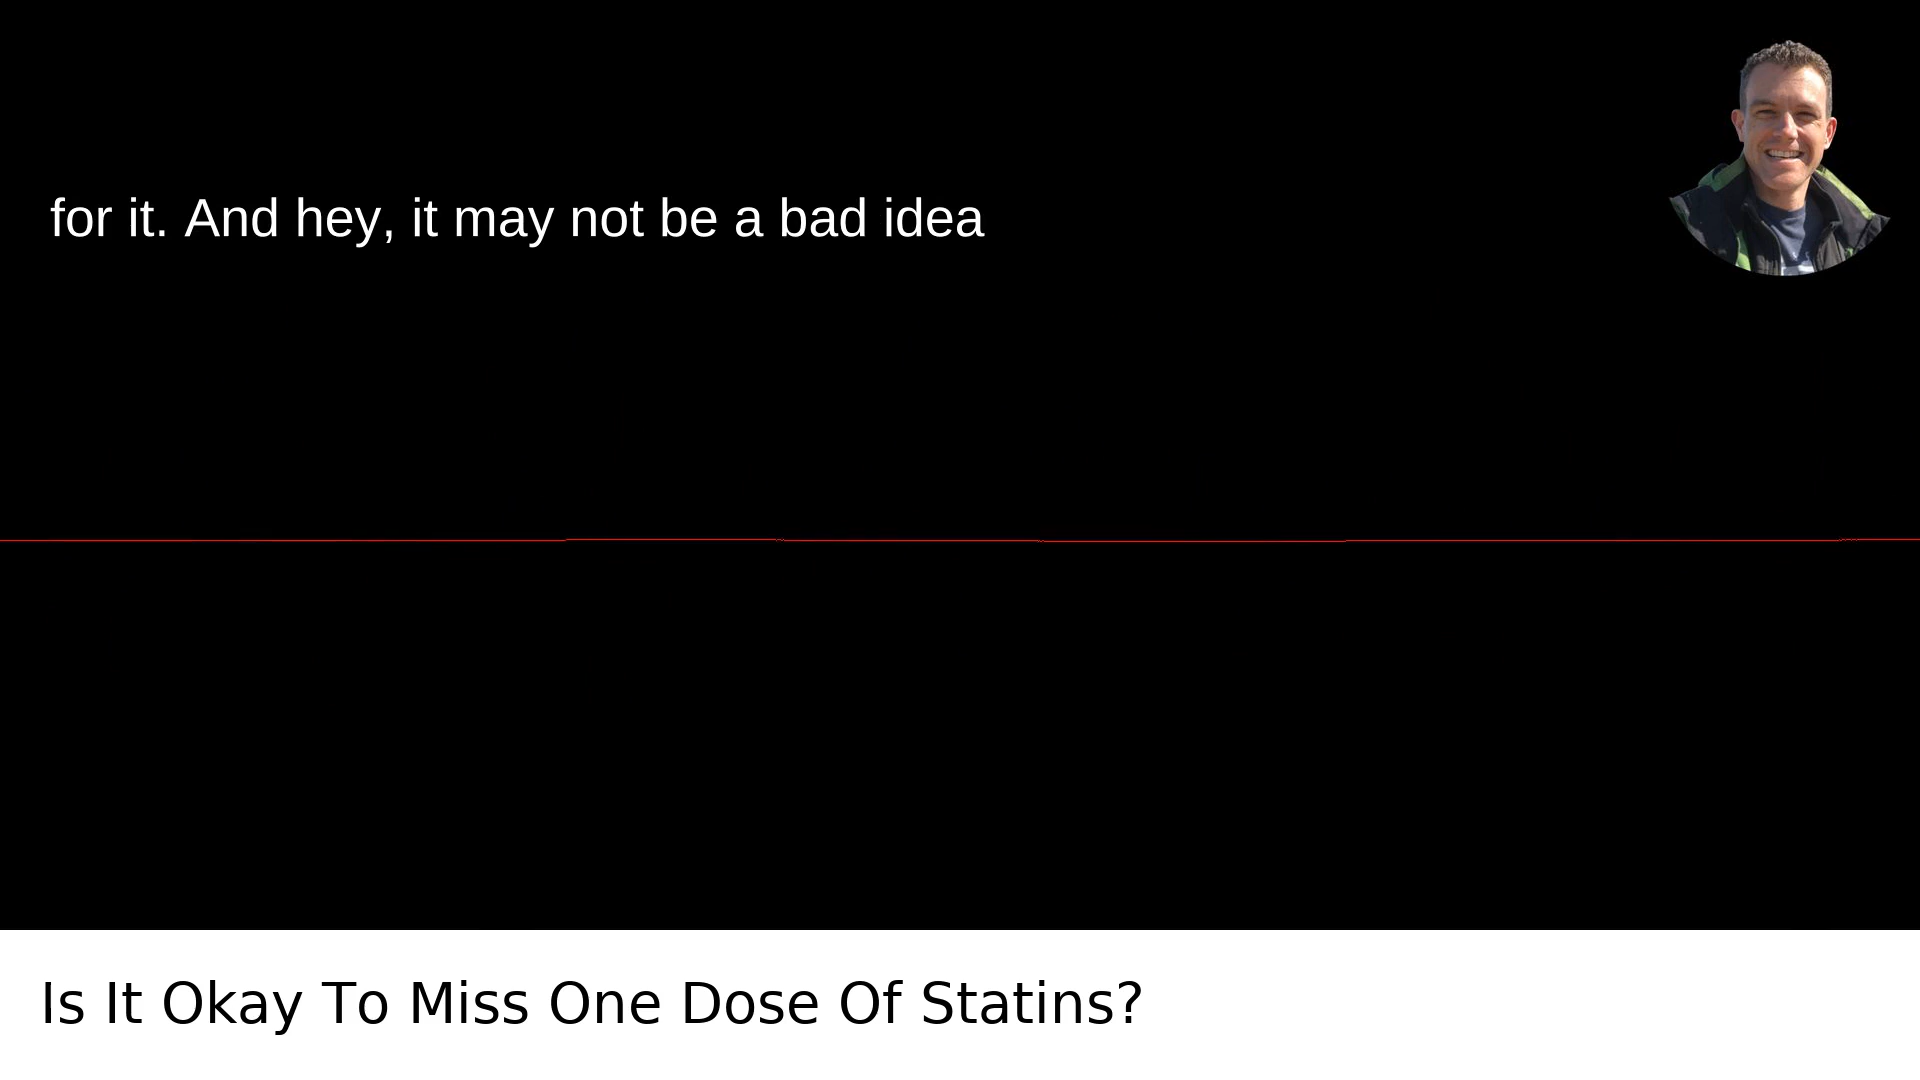 for it. And hey, it may not be a bad idea
Is It Okay To Miss One Dose Of Statins?